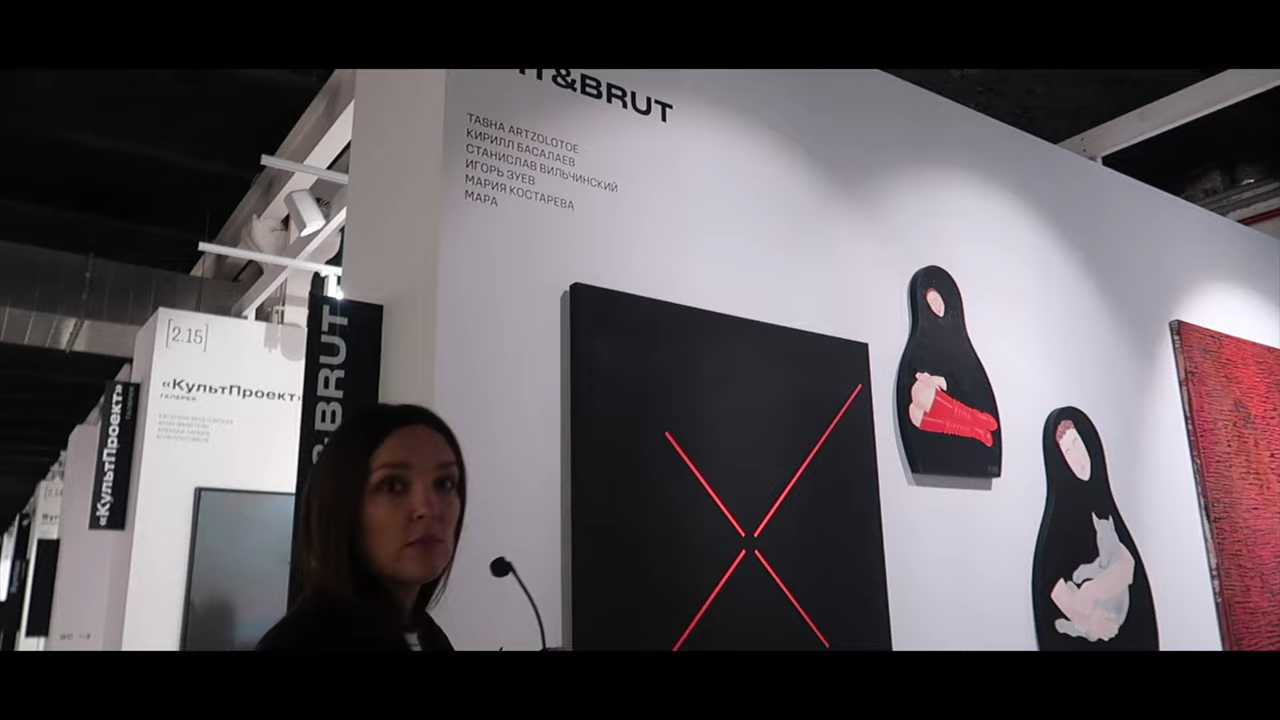 &BRUT
TASHA ARTZOLOTOE
КИРИЛЛ БАСАЛАЕВ
СТАНИСЛАВ ВИЛЬЧИНСКИЙ
ИГОРЬ ЗУЕВ
МАРИЯ КОСТАРЕВА
МАРА
[2.15]
«КультПроект»
ГАЛЕРЕЯ
&BRUT
«КультПроект»